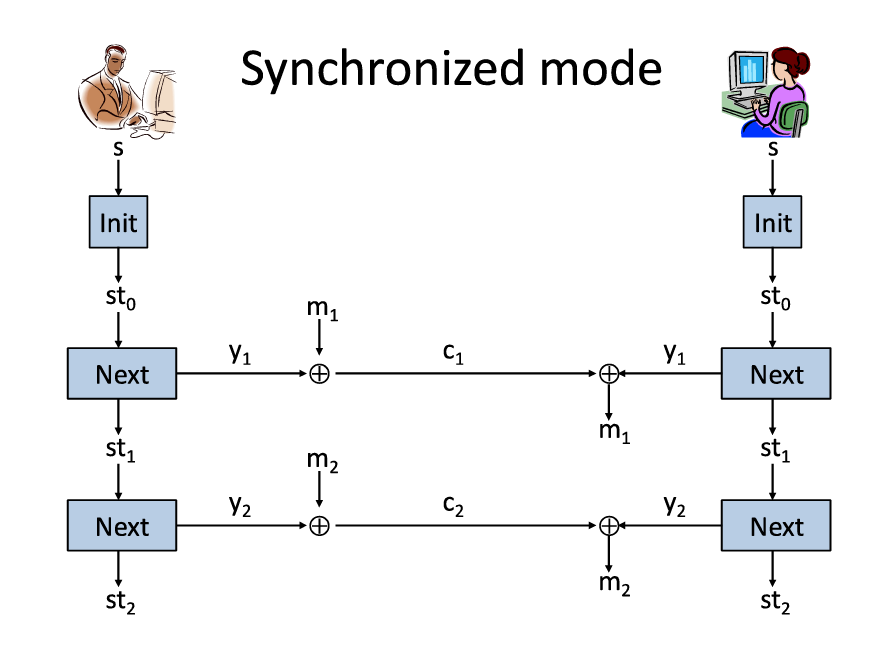 Synchronized mode
s s
Init Init
st₀ st₀
m₁
y₁ c₁ y₁
Next Next
m₁
st₁ st₁
m₂
y₂ c₂ y₂
Next Next
m₂
st₂ st₂